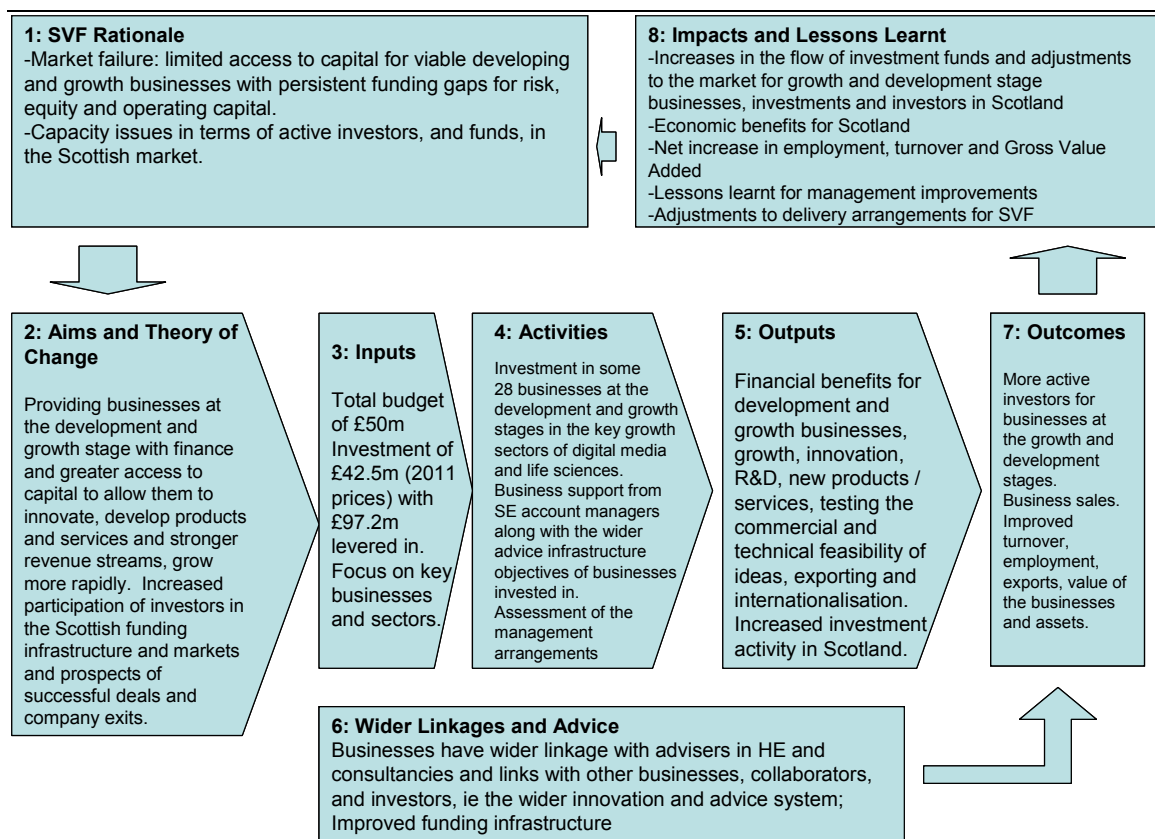 1: SVF Rationale
-Market failure: limited access to capital for viable developing
and growth businesses with persistent funding gaps for risk,
equity and operating capital.
-Capacity issues in terms of active investors, and funds, in
the Scottish market.
8: Impacts and Lessons Learnt
-Increases in the flow of investment funds and adjustments
to the market for growth and development stage
businesses, investments and investors in Scotland
-Economic benefits for Scotland
-Net increase in employment, turnover and Gross Value
Added
-Lessons learnt for management improvements
-Adjustments to delivery arrangements for SVF
2: Aims and Theory of
Change
Providing businesses at
the development and
growth stage with finance
and greater access to
capital to allow them to
innovate, develop products
and services and stronger
revenue streams, grow
more rapidly. Increased
participation of investors in
the Scottish funding
infrastructure and markets
and prospects of
successful deals and
company exits.
3: Inputs
Total budget
of £50m
Investment of
£42.5m (2011
prices) with
£97.2m
levered in.
Focus on key
businesses
and sectors.
4: Activities
Investment in some
28 businesses at the
development and growth
stages in the key growth
sectors of digital media
and life sciences.
Business support from
SE account managers
along with the wider
advice infrastructure
objectives of businesses
invested in.
Assessment of the
management
arrangements
5: Outputs
Financial benefits for
development and
growth businesses,
growth, innovation,
R&D, new products /
services, testing the
commercial and
technical feasibility of
ideas, exporting and
internationalisation.
Increased investment
activity in Scotland.
7: Outcomes
More active
investors for
businesses at
the growth and
development
stages.
Business sales.
Improved
turnover,
employment,
exports, value of
the businesses
and assets.
6: Wider Linkages and Advice
Businesses have wider linkage with advisers in HE and
consultancies and links with other businesses, collaborators,
and investors, ie the wider innovation and advice system;
Improved funding infrastructure